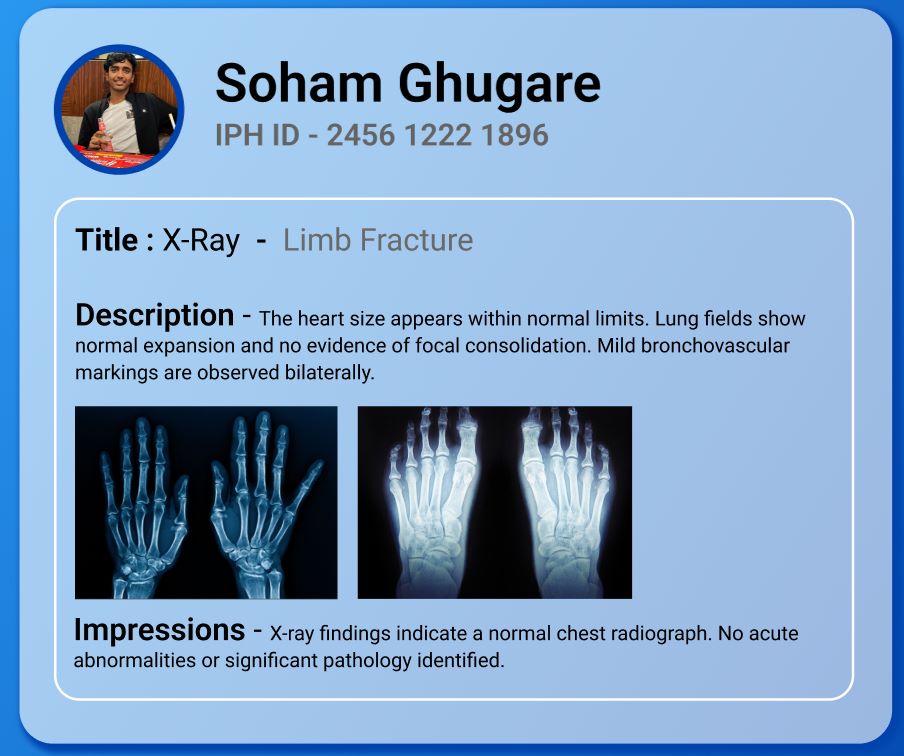 Soham Ghugare
IPH ID - 2456 1222 1896
Title : X-Ray - Limb Fracture
Description - The heart size appears within normal limits. Lung fields show
normal expansion and no evidence of focal consolidation. Mild bronchovascular
markings are observed bilaterally.
Impressions - X-ray findings indicate a normal chest radiograph. No acute
abnormalities or significant pathology identified.